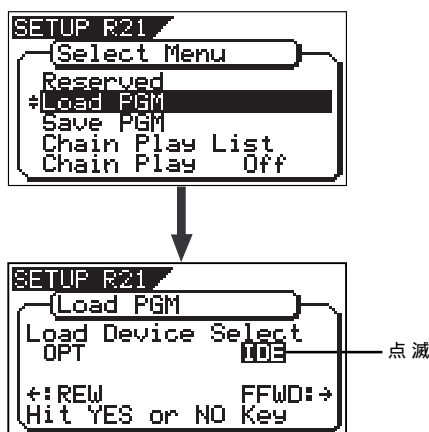 SETUP R21
Select Menu
Reserved
Load PGM
Save PGM
Chain Play List
Chain Play Off
SETUP R21
Load PGM
Load Device Select
OPT IDE
点滅
←:REW FFWD:→
Hit YES or NO Key